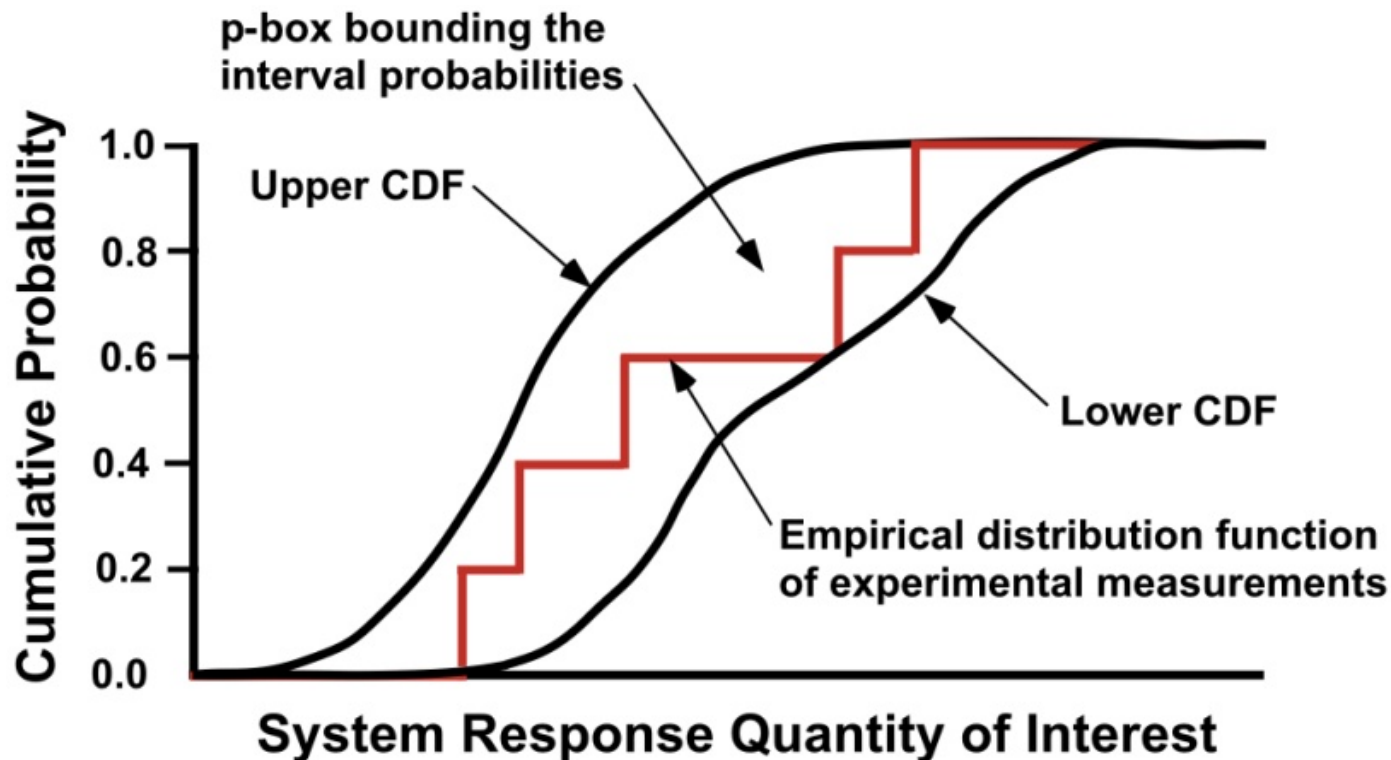 p-box bounding the
interval probabilities
Cumulative Probability
1.0
Upper CDF
0.8
0.6
Lower CDF
0.4
Empirical distribution function
of experimental measurements
0.2
0.0
System Response Quantity of Interest